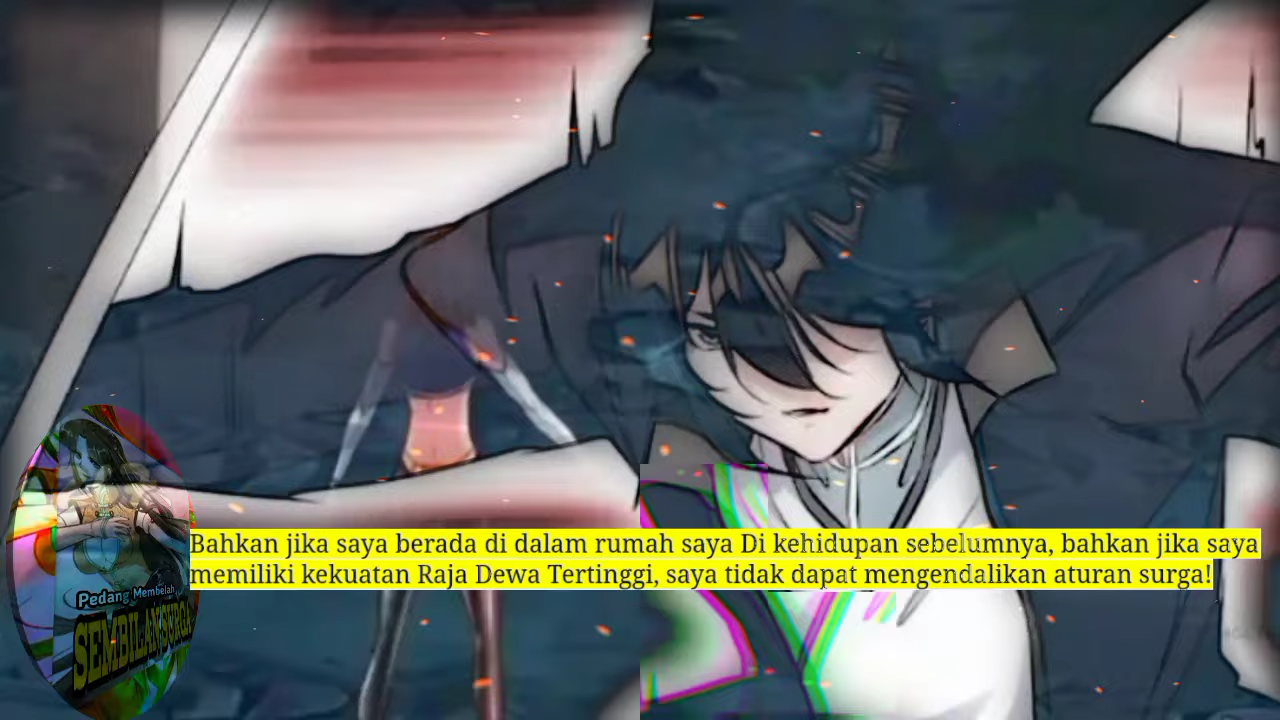 Bahkan jika saya berada di dalam rumah saya Di kehidupan sebelumnya, bahkan jika saya
memiliki kekuatan Raja Dewa Tertinggi, saya tidak dapat mengendalikan aturan surga!
Pedang Membelah
SEMBILAN SURGA